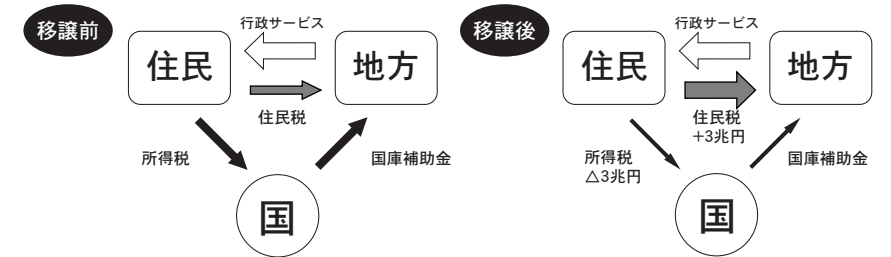 移譲前
行政サービス
住民
地方
住民税
所得税
国庫補助金
国
移譲後
行政サービス
住民
地方
住民税
+3兆円
所得税
△3兆円
国庫補助金
国